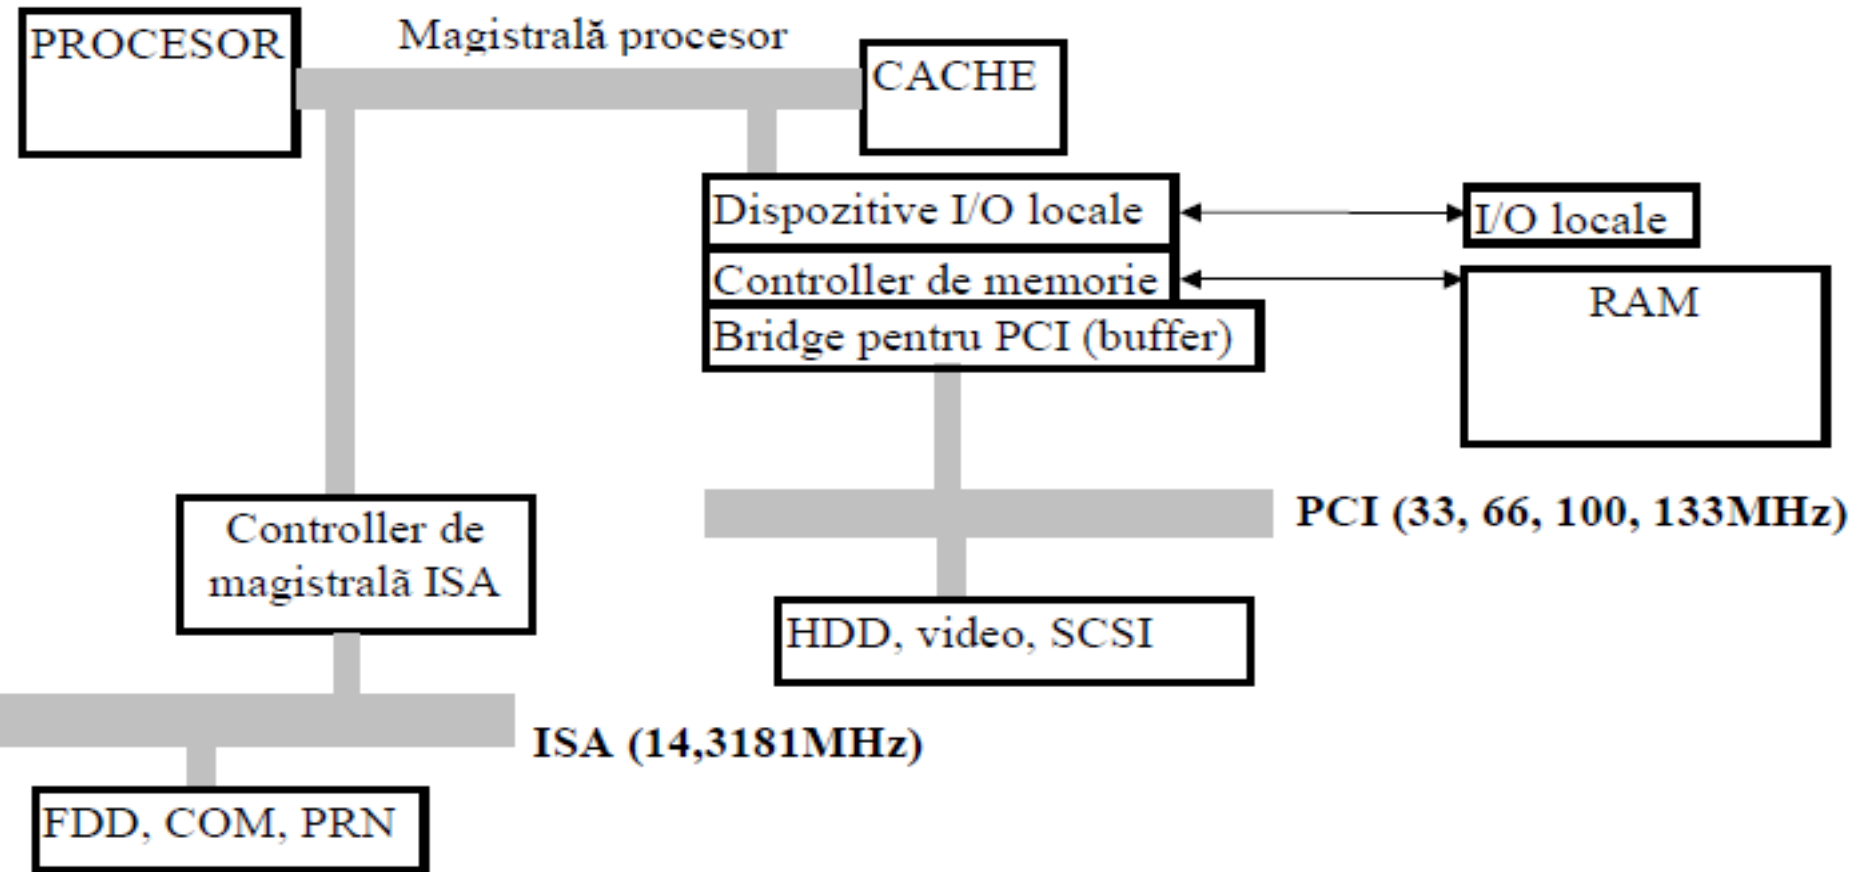 PROCESOR
Magistrală procesor
CACHE
Dispozitive I/O locale
I/O locale
Controller de memorie
RAM
Bridge pentru PCI (buffer)
PCI (33, 66, 100, 133MHz)
Controller de
magistralã ISA
HDD, video, SCSI
ISA (14,3181MHz)
FDD, COM, PRN